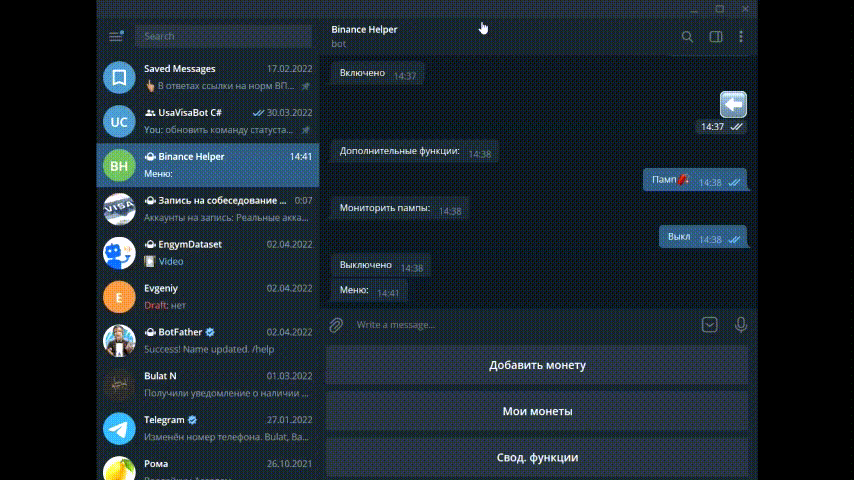 Search
Saved Messages 17.02.2022
В ответах ссылки на норм ВП...
UC
UsaVisaBot C# 30.03.2022
You: обновить команду статуста...
BH
Binance Helper 14:41
Меню:
VISA
Запись на собеседование ... 0:07
Аккаунты на запись: Реальные акка...
EngymDataset 02.04.2022
Video
E
Evgeniy 02.04.2022
Draft: нет
BotFather 02.04.2022
Success! Name updated. /help
Bulat N 01.03.2022
Получили уведомление о наличии ...
Telegram 27.01.2022
Изменён номер телефона. Bulat, Ва...
Рома 26.10.2021
Binance Helper
bot
Включено 14:37
14:37
Дополнительные функции: 14:38
Памп 14:38
Мониторить пампы: 14:38
Выкл 14:38
Выключено 14:38
Меню: 14:41
Write a message...
Добавить монету
Мои монеты
Свод. функции